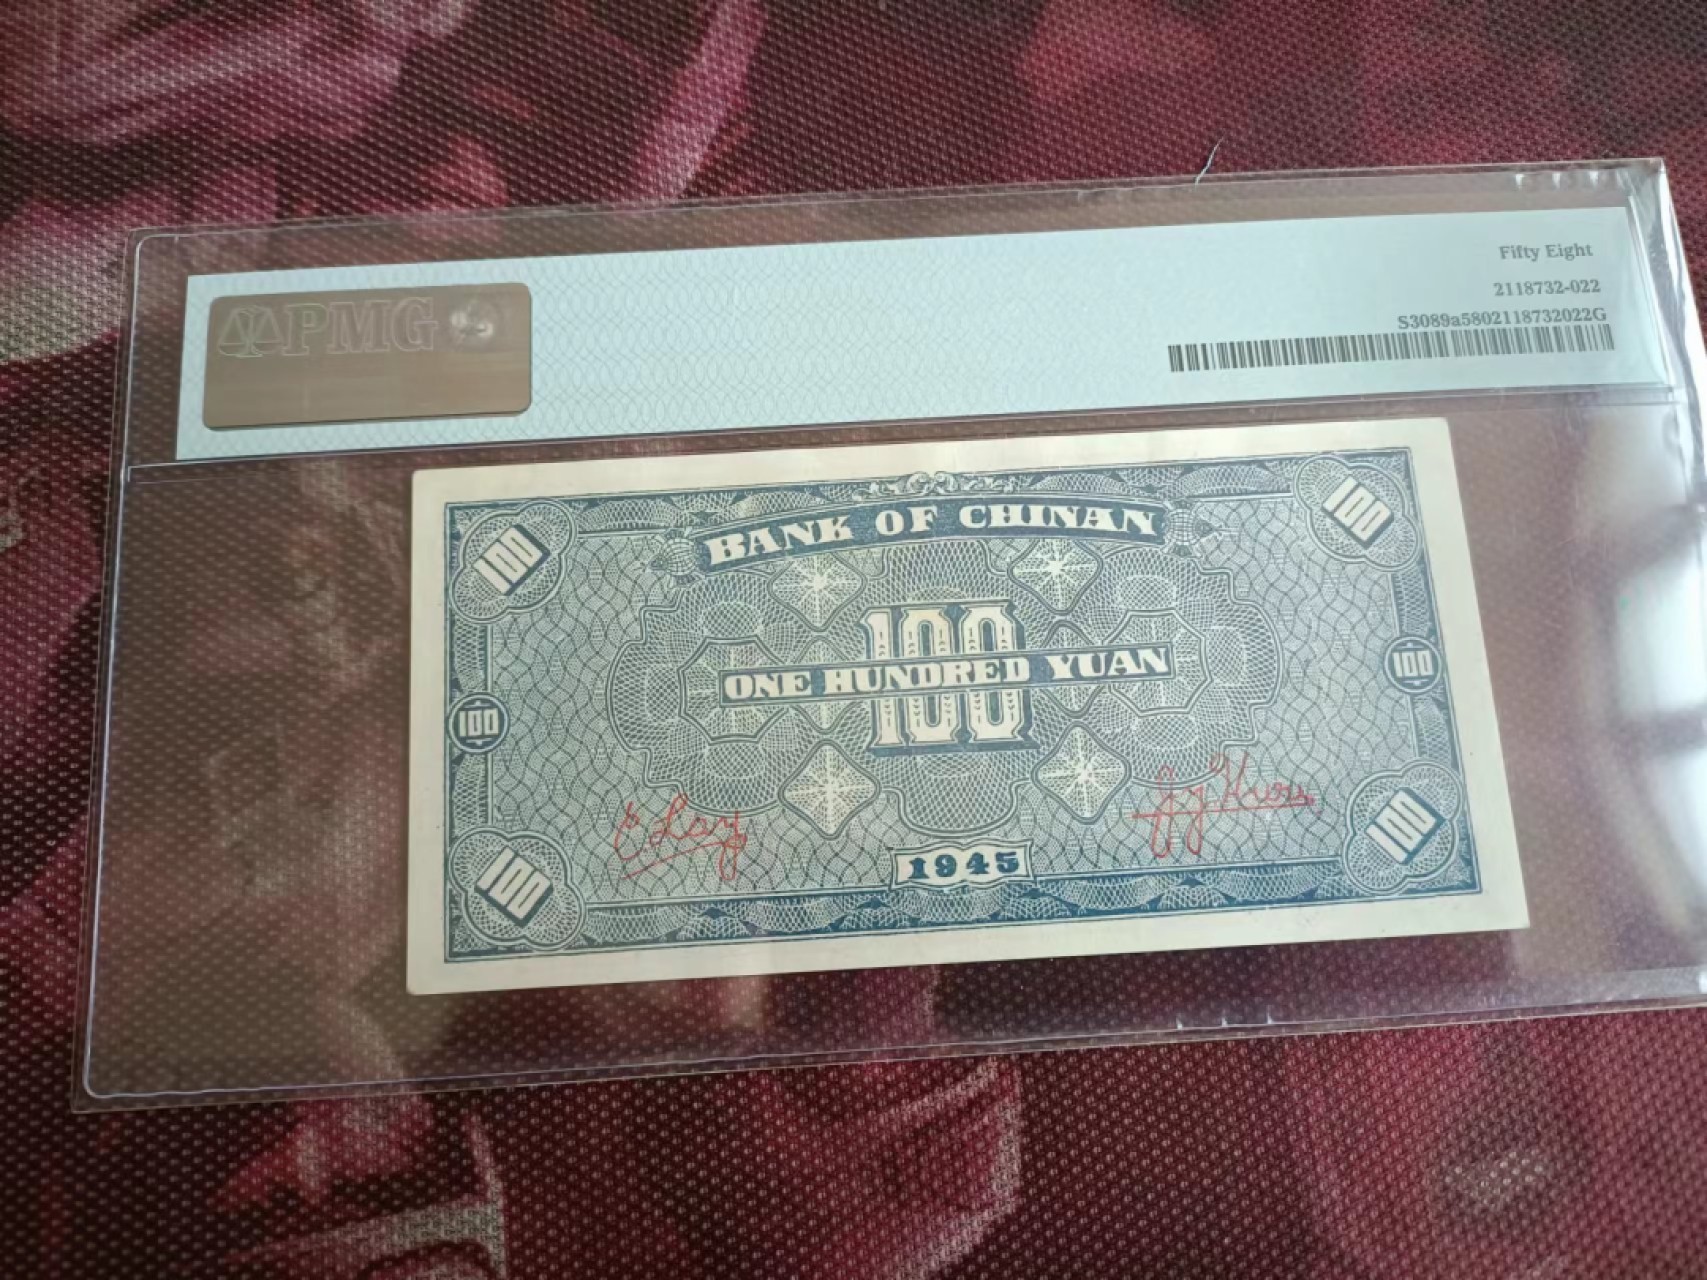 Fifty Eight
2118732-022
S3089a5802118732022G
PMG
BANK OF CHINAN
100
100
100
ONE HUNDRED YUAN
100
100
1945
100
100